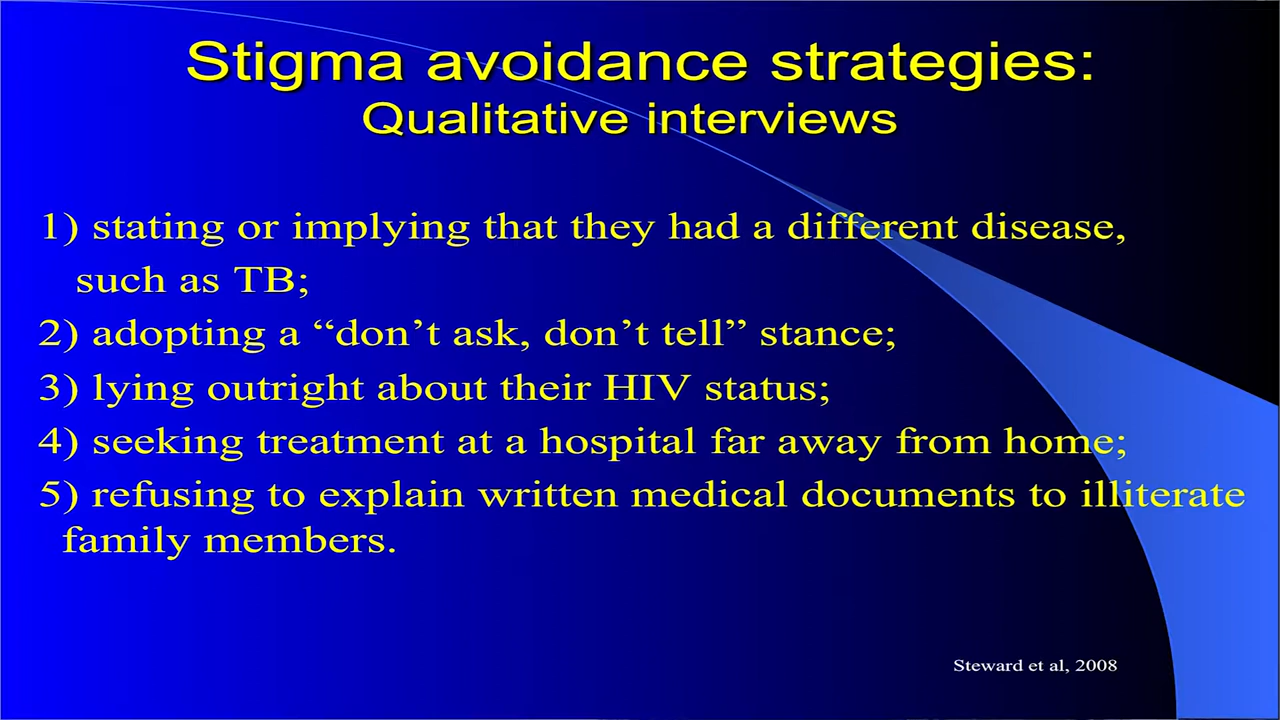 Stigma avoidance strategies:
Qualitative interviews
1) stating or implying that they had a different disease,
such as TB;
2) adopting a “don’t ask, don’t tell” stance;
3) lying outright about their HIV status;
4) seeking treatment at a hospital far away from home;
5) refusing to explain written medical documents to illiterate
family members.
Steward et al, 2008